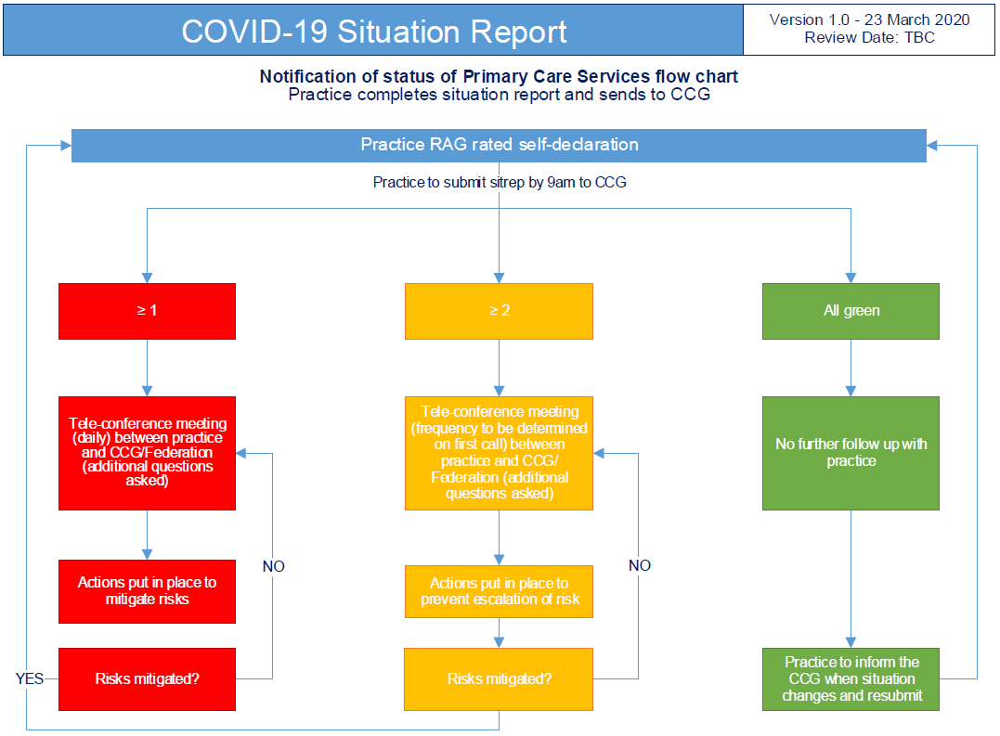 COVID-19 Situation Report
Version 1.0 - 23 March 2020
Review Date: TBC
Notification of status of Primary Care Services flow chart
Practice completes situation report and sends to CCG
Practice RAG rated self-declaration
Practice to submit sitrep by 9am to CCG
≥ 1
≥ 2
All green
Tele-conference meeting
(daily) between practice
and CCG/Federation
(additional questions
asked)
Tele-conference meeting
(frequency to be determined
on first call) between
practice and CCG/
Federation (additional
questions asked)
No further follow up with
practice
NO
NO
Actions put in place to
mitigate risks
Actions put in place to
prevent escalation of risk
YES
Risks mitigated?
Risks mitigated?
Practice to inform the
CCG when situation
changes and resubmit